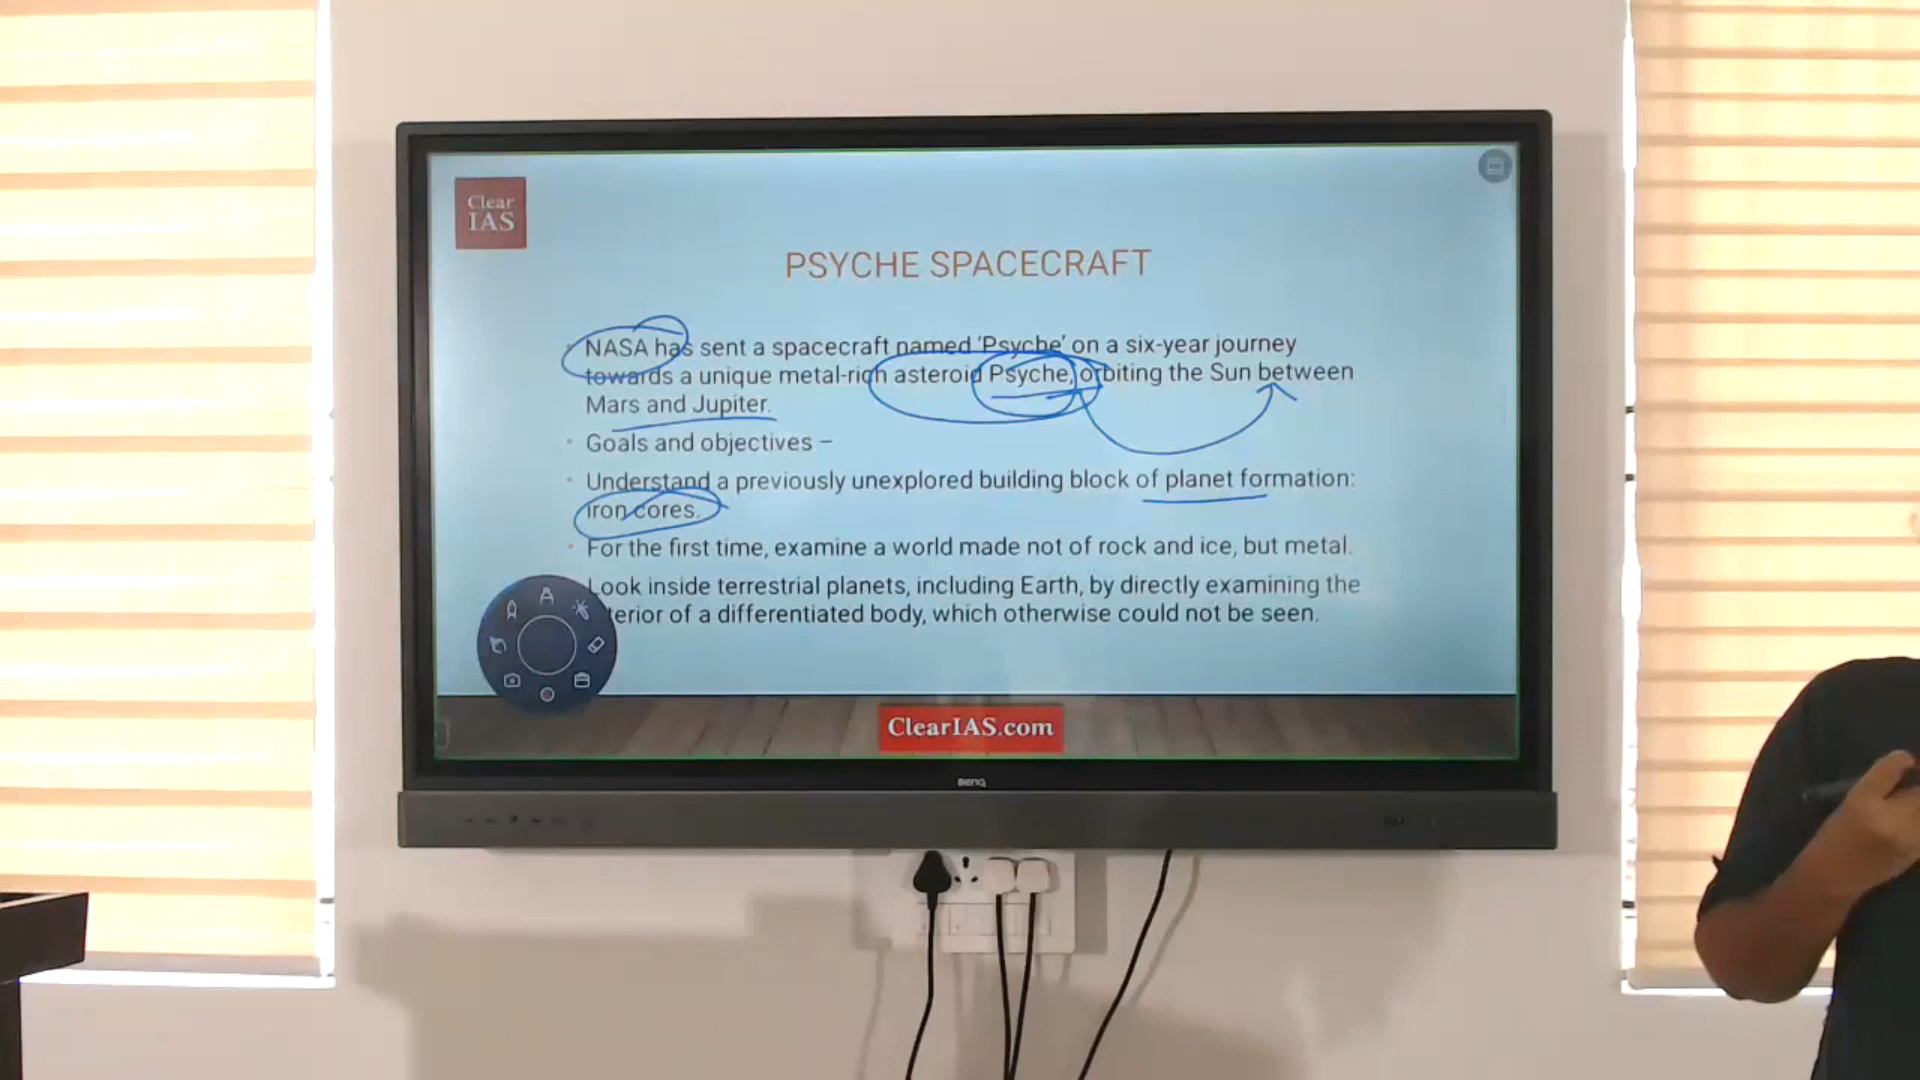 Clear
IAS
PSYCHE SPACECRAFT
NASA has sent a spacecraft named 'Psyche' on a six-year journey
towards a unique metal-rich asteroid Psyche, orbiting the Sun between
Mars and Jupiter.
Goals and objectives –
Understand a previously unexplored building block of planet formation:
iron cores.
For the first time, examine a world made not of rock and ice, but metal.
Look inside terrestrial planets, including Earth, by directly examining the
terior of a differentiated body, which otherwise could not be seen.
ClearIAS.com
BenQ